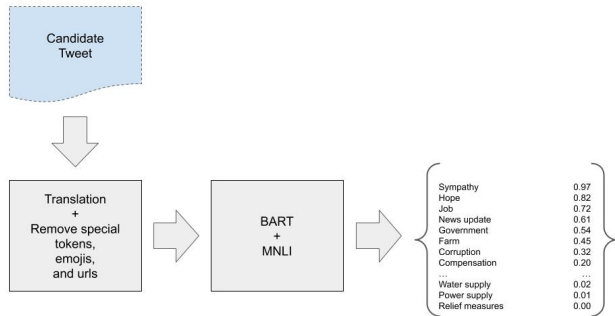 Candidate
Tweet
Translation
+
Remove special
tokens,
emojis,
and urls
BART
+
MNLI
Sympathy 0.97
Hope 0.82
Job 0.72
News update 0.61
Government 0.54
Farm 0.45
Corruption 0.32
Compensation 0.20
... ...
Water supply 0.02
Power supply 0.01
Relief measures 0.00